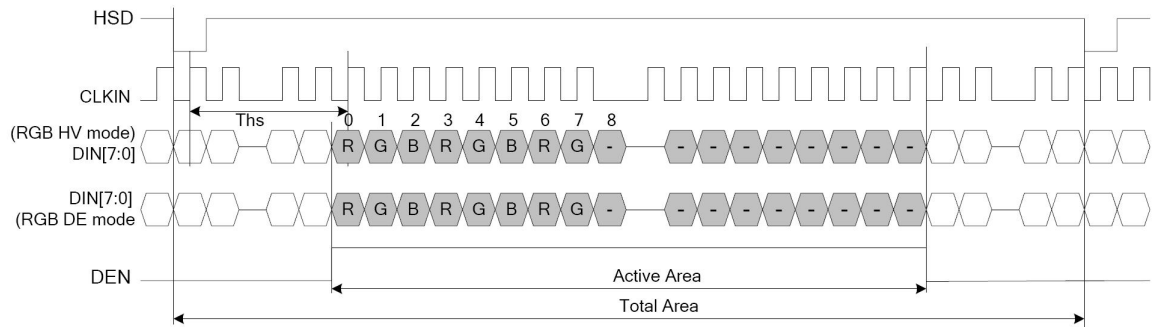 HSD
CLKIN
Ths
0 1 2 3 4 5 6 7 8
(RGB HV mode)
DIN[7:0]
R G B R G B R G - - - - - - - - -
DIN[7:0]
(RGB DE mode
R G B R G B R G - - - - - - - - -
DEN
Active Area
Total Area